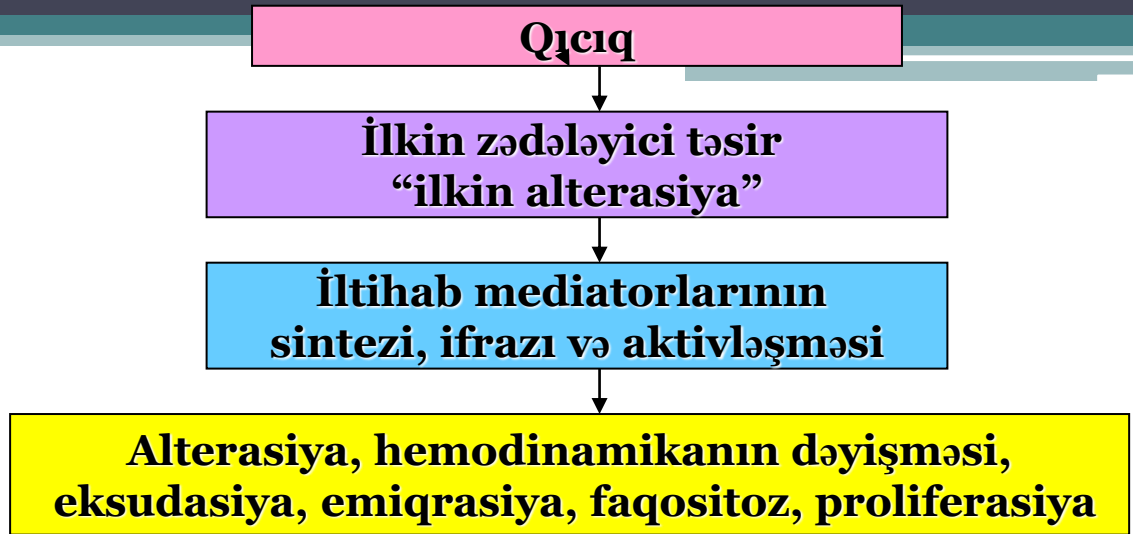 Qıcıq
İlkin zədələyici təsir
“ilkin alterasiya”
İltihab mediatorlarının
sintezi, ifrazı və aktivləşməsi
Alterasiya, hemodinamikanın dəyişməsi,
eksudasiya, emiqrasiya, faqositoz, proliferasiya